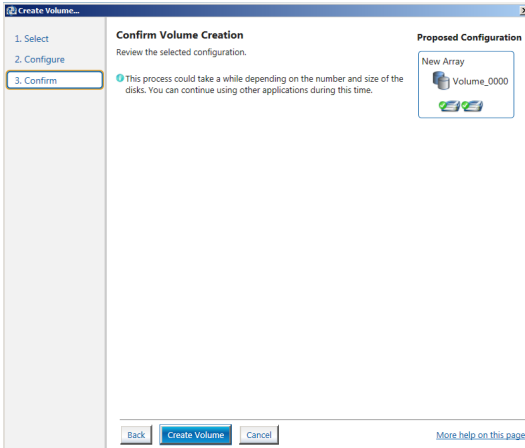 Create Volume...
1. Select
2. Configure
3. Confirm
Confirm Volume Creation
Review the selected configuration.
This process could take a while depending on the number and size of the
disks. You can continue using other applications during this time.
Proposed Configuration
New Array
Volume_0000
Back
Create Volume
Cancel
More help on this page